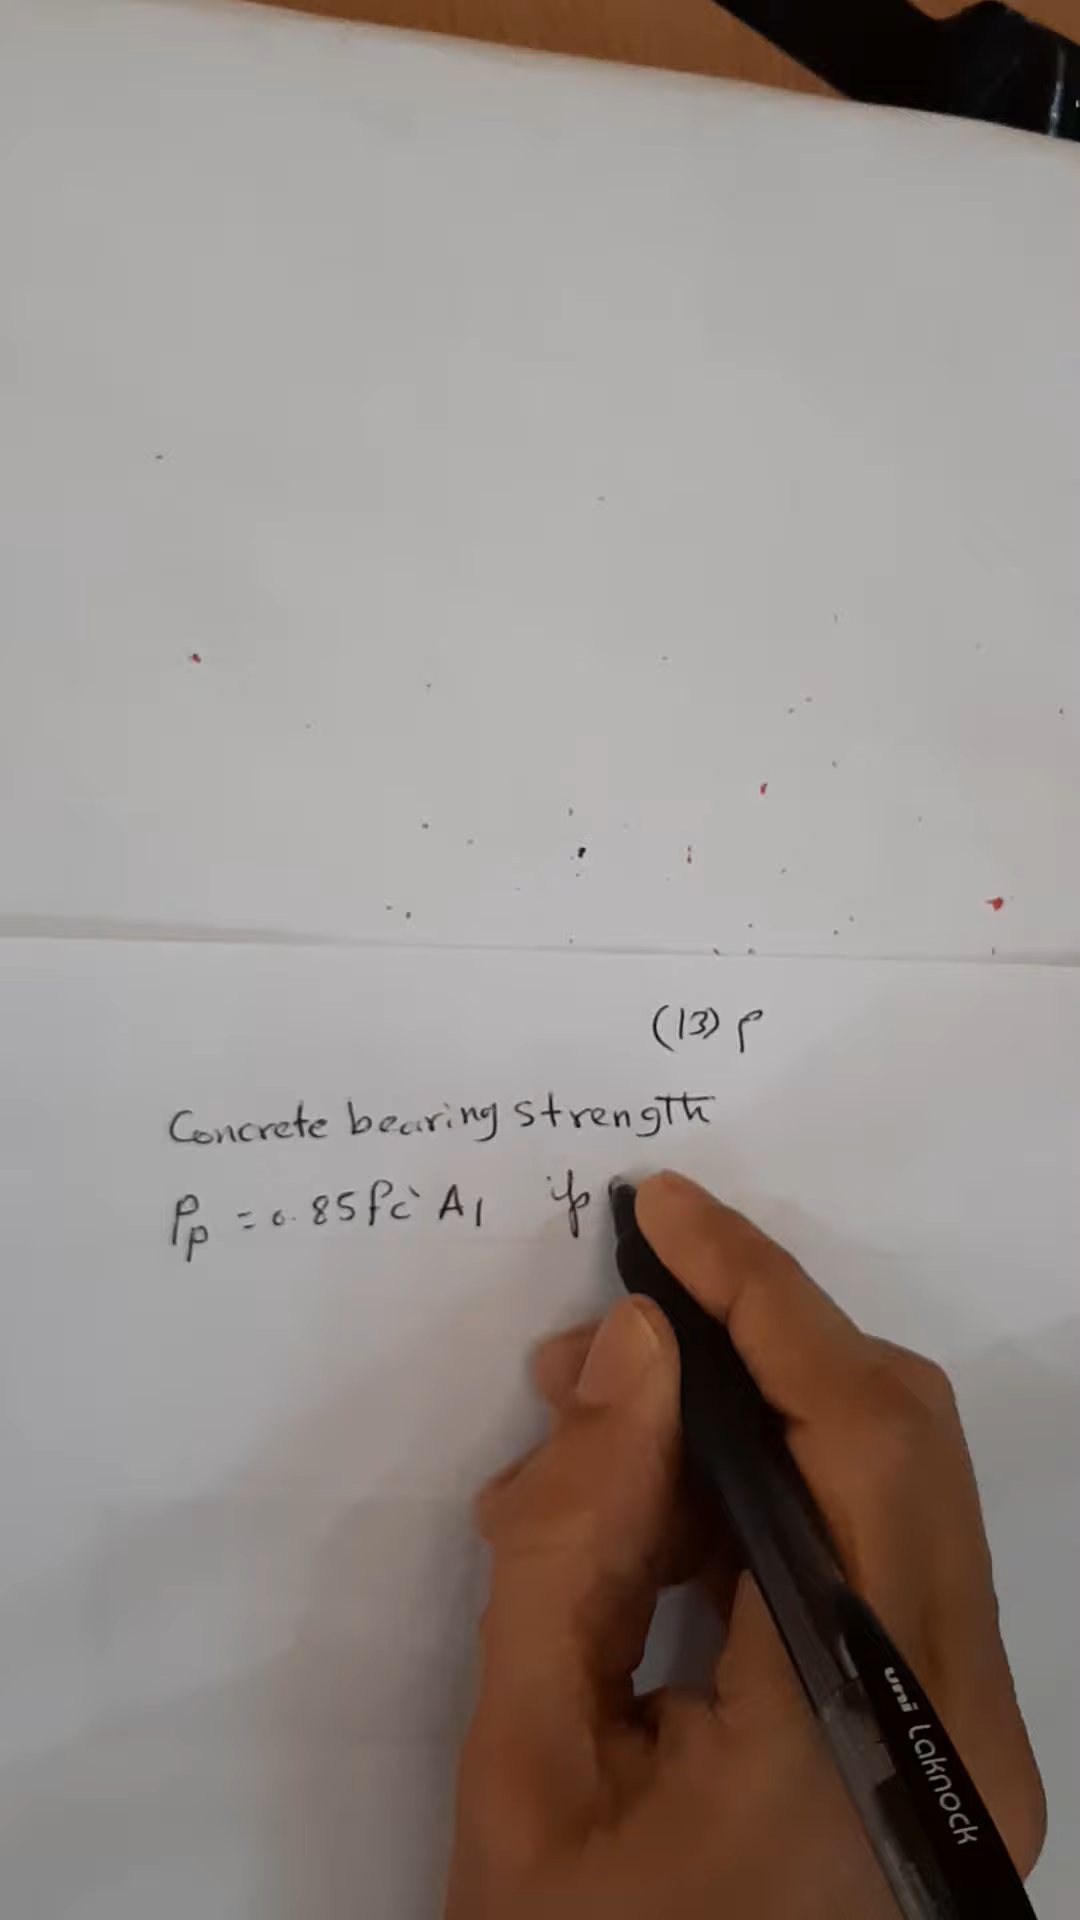 (13) م
Concrete bearing strength
Pp = 0.85 fc` A1 if
uni Laknock